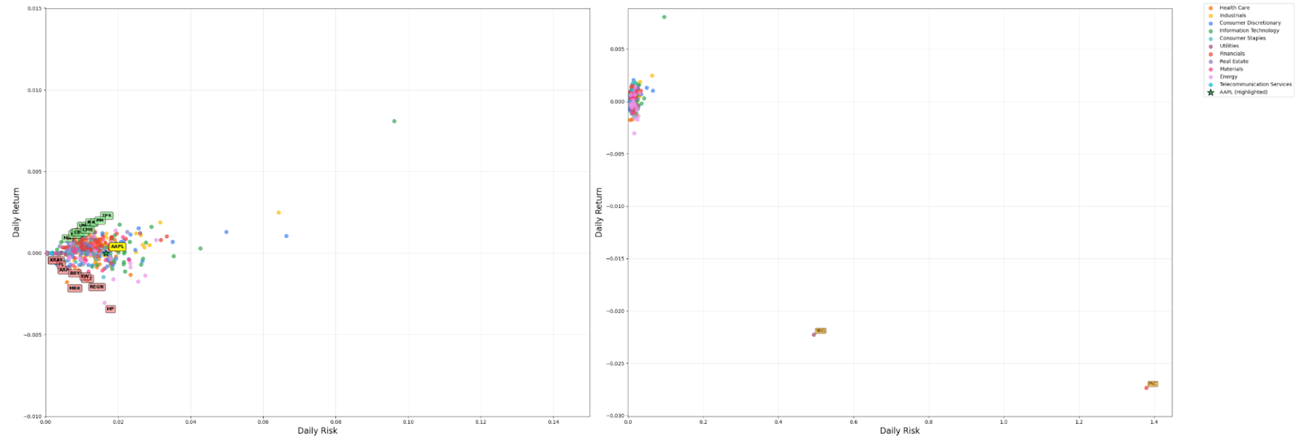 0.015
0.010
0.005
0.000
−0.005
−0.010
Daily Return
0.00
0.02
0.04
0.06
0.08
0.10
0.12
0.14
Daily Risk
AAPL
REGN
MRK
HP
0.005
0.000
−0.005
−0.010
−0.015
−0.020
−0.025
−0.030
Daily Return
0.0
0.2
0.4
0.6
0.8
1.0
1.2
1.4
Daily Risk
Health Care
Industrials
Consumer Discretionary
Information Technology
Consumer Staples
Utilities
Financials
Real Estate
Materials
Energy
Telecommunication Services
AAPL (Highlighted)